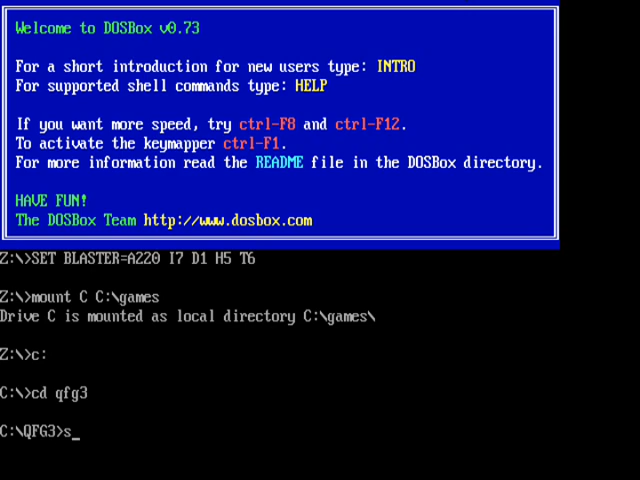 Welcome to DOSBox v0.73
For a short introduction for new users type: INTRO
For supported shell commands type: HELP
If you want more speed, try ctrl-F8 and ctrl-F12.
To activate the keymapper ctrl-F1.
For more information read the README file in the DOSBox directory.
HAVE FUN!
The DOSBox Team http://www.dosbox.com
Z:\>SET BLASTER=A220 I7 D1 H5 T6
Z:\>mount C C:\games
Drive C is mounted as local directory C:\games\
Z:\>c:
C:\>cd qfg3
C:\QFG3>s_